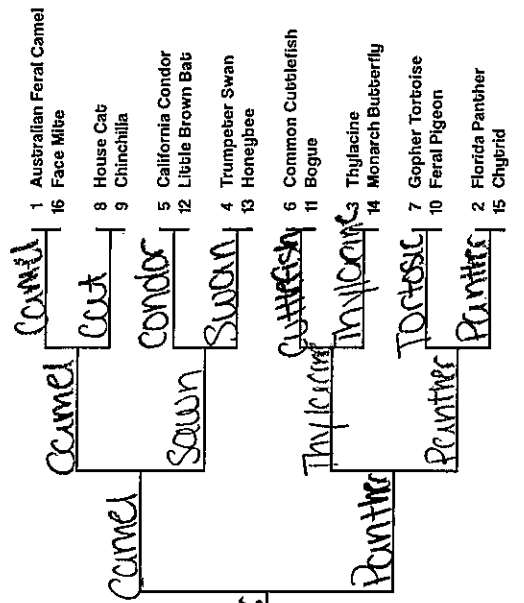 1 Australian Feral Camel
16 Face Mite
8 House Cat
9 Chinchilla
5 California Condor
12 Little Brown Bat
4 Trumpeter Swan
13 Honeybee
6 Common Cuttlefish
11 Bogue
3 Thylacine
14 Monarch Butterfly
7 Gopher Tortoise
10 Feral Pigeon
2 Florida Panther
15 Chytrid
Camel
Cat
Condor
Swan
Cuttlefish
Thylacine
Tortosie
Panther
Camel
Sawn
Thylacine
Panther
Camel
Panther